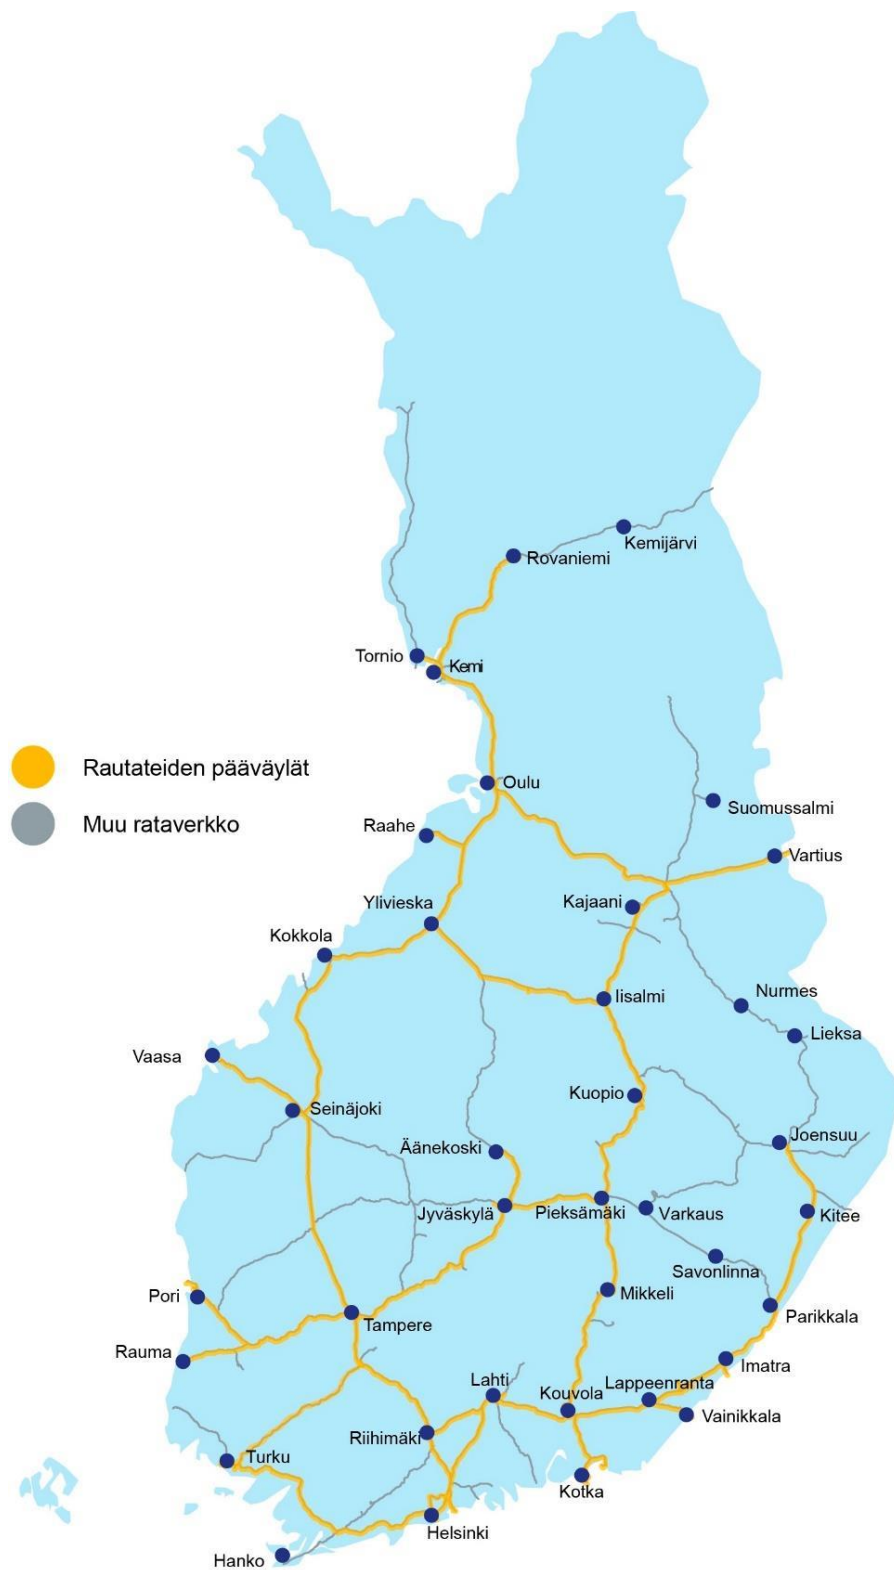 Kemijärvi
Rovaniemi
Tornio
Kemi
Rautateiden pääväylät
Oulu
Suomussalmi
Muu rataverkko
Raahe
Vartius
Ylivieska
Kajaani
Kokkola
Iisalmi
Nurmes
Lieksa
Vaasa
Kuopio
Seinäjoki
Joensuu
Äänekoski
Jyväskylä
Pieksämäki
Varkaus
Kitee
Savonlinna
Pori
Mikkeli
Parikkala
Tampere
Rauma
Imatra
Lahti
Kouvola
Lappeenranta
Vainikkala
Riihimäki
Turku
Kotka
Helsinki
Hanko